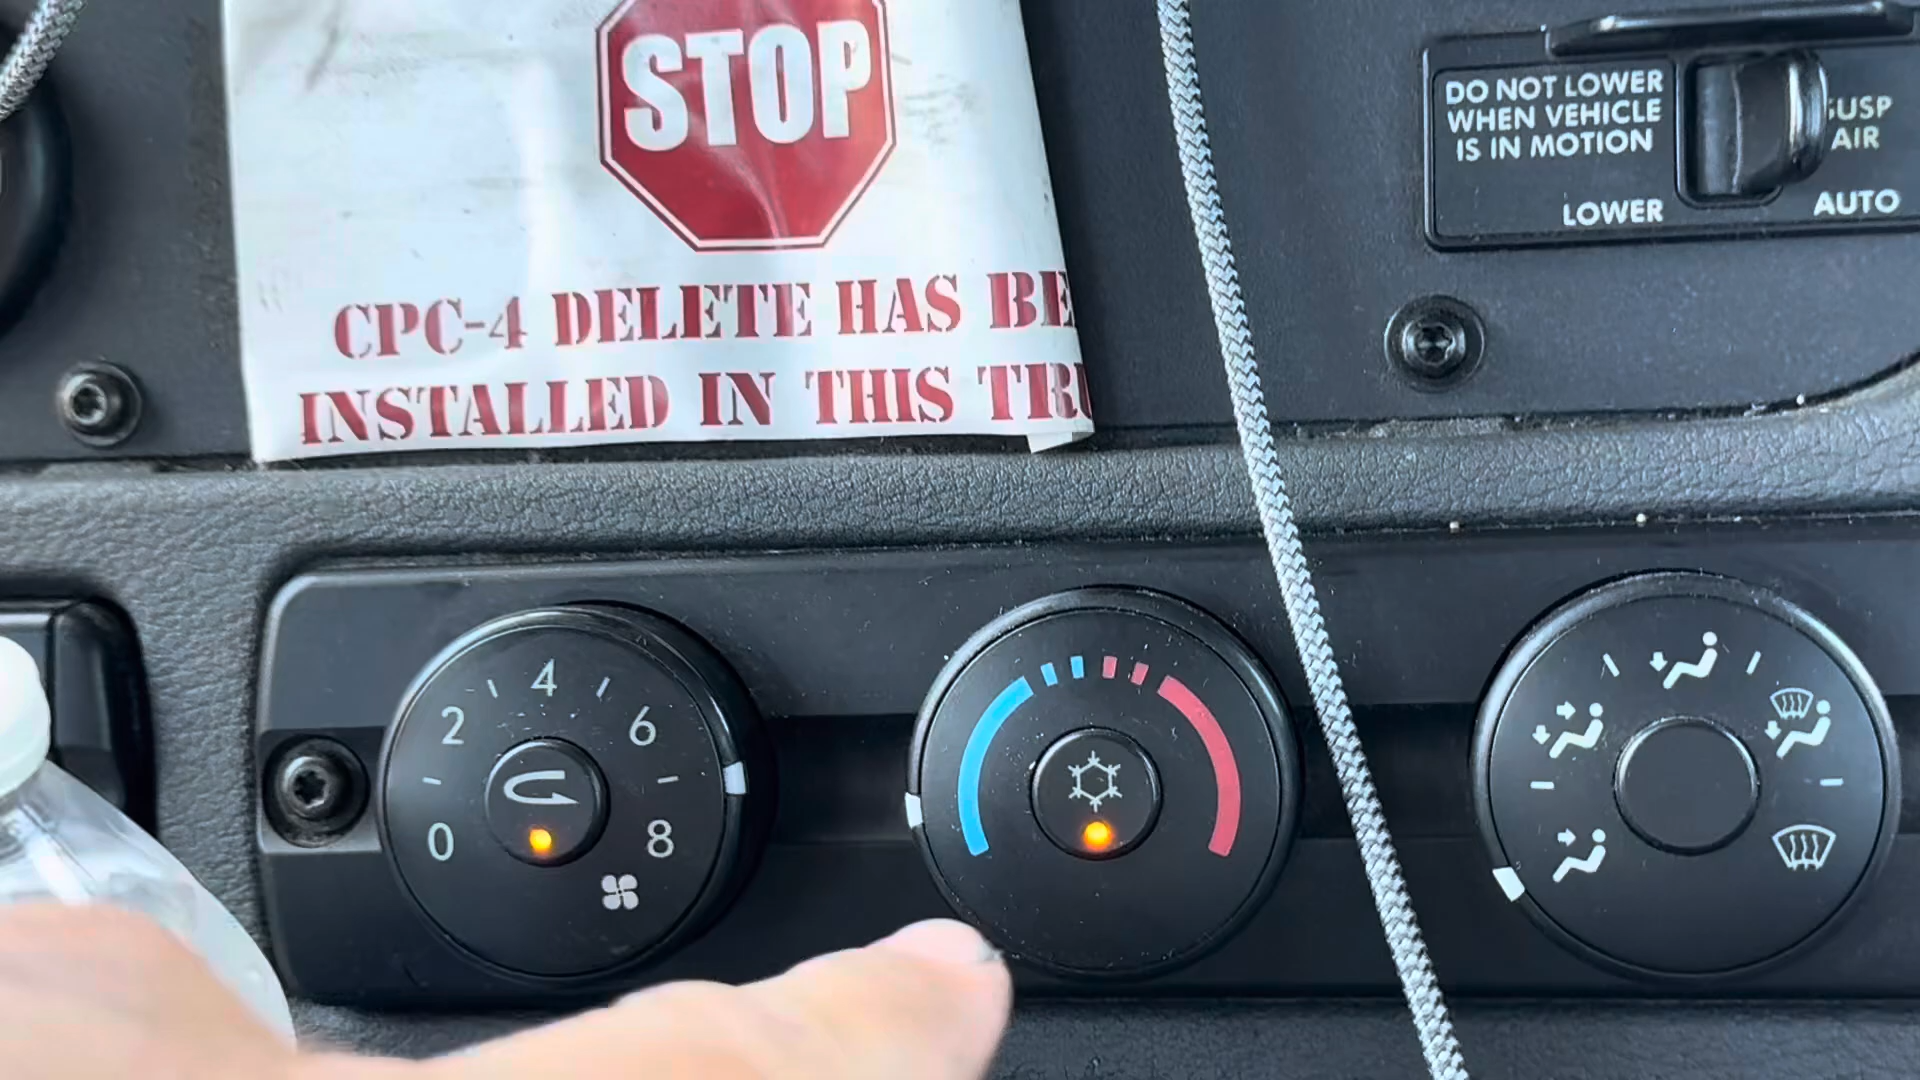 STOP
CPC-4 DELETE HAS BE
INSTALLED IN THIS TRU
DO NOT LOWER
WHEN VEHICLE
IS IN MOTION
LOWER
SUSP
AIR
AUTO
0 2 4 6 8